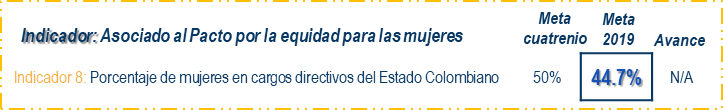 Indicador: Asociado al Pacto por la equidad para las mujeres
Meta cuatrenio
Meta 2019
Avance
Indicador 8: Porcentaje de mujeres en cargos directivos del Estado Colombiano 50% 44.7% N/A